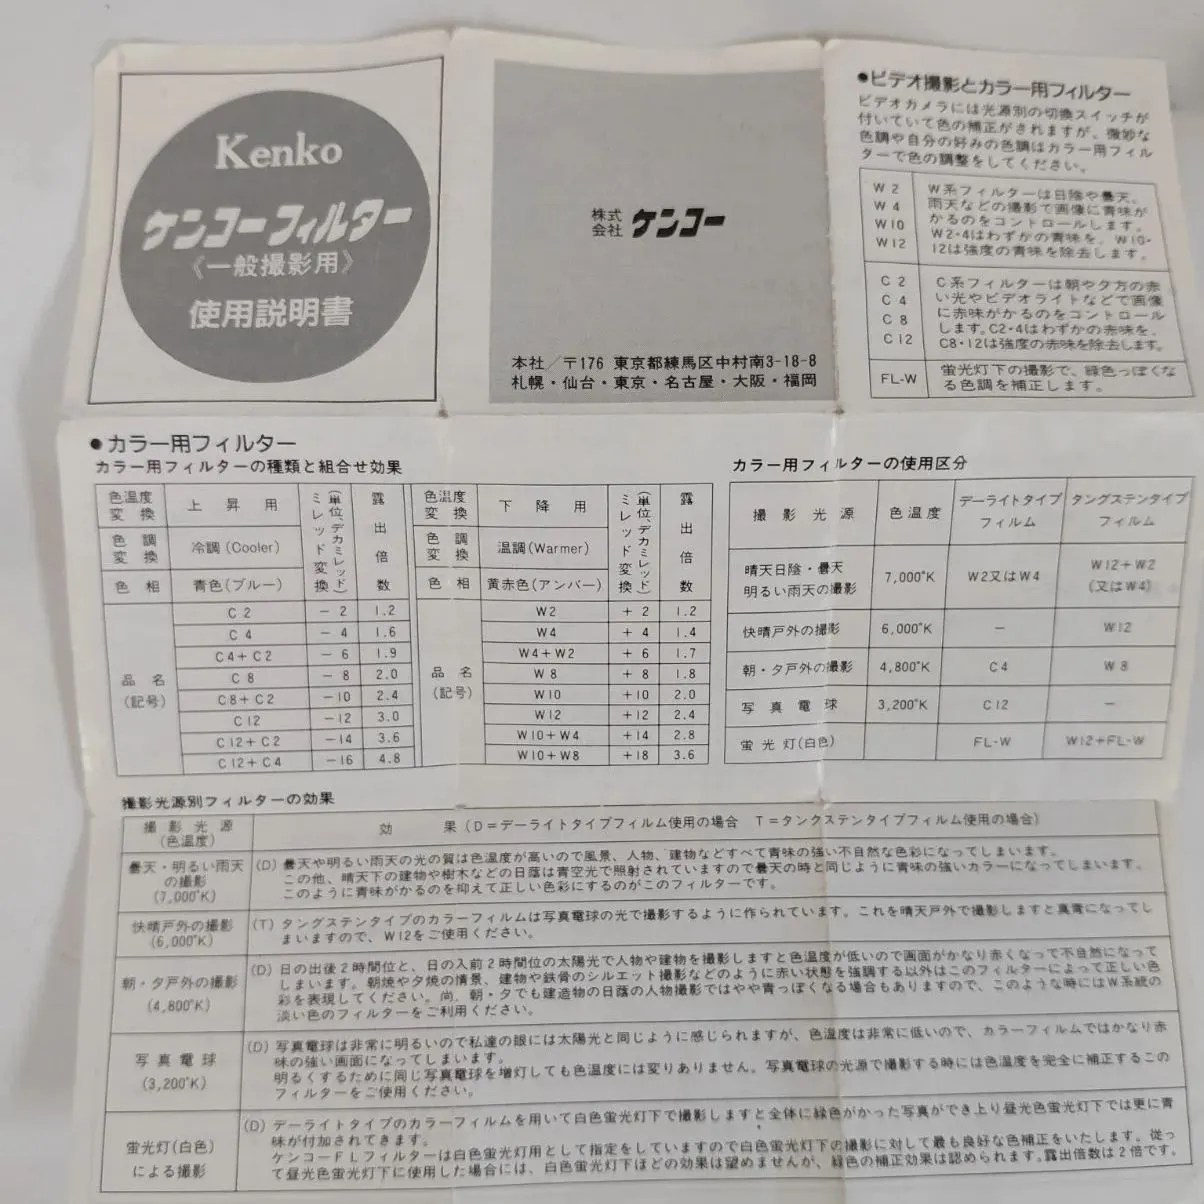 Kenko
ケンコーフィルター
《一般撮影用》
使用説明書
株式会社 ケンコー
本社／〒176 東京都練馬区中村南3-18-8
札幌・仙台・東京・名古屋・大阪・福岡
●ビデオ撮影とカラー用フィルター
ビデオカメラには光源別の切換スイッチが
付いていて色の補正がされますが、微妙な
色調や自分の好みの色調はカラー用フィル
ターで色の調整をしてください。
W2 W系フィルターは日陰や曇天、
W4 雨天などの撮影で画像に青味が
W10 かるのをコントロールします。
W12 W2・4はわずかの青味を、W10・
12は強度の青味を除去します。
C2 C系フィルターは朝や夕方の赤
C4 い光やビデオライトなどで画像
C8 に赤味がかるのをコントロール
C12 します。C2・4はわずかの赤味を、
C8・12は強度の赤味を除去します。
FL-W 蛍光灯下の撮影で、緑色っぽくな
る色調を補正します。
●カラー用フィルター
カラー用フィルターの種類と組合せ効果
色温度変換 上昇用 ミレッド変換(単位、デカミレッド) 露出倍数
色調変換 冷調(Cooler)
色相 青色(ブルー)
品名(記号)
C2 －2 1.2
C4 －4 1.6
C4+C2 －6 1.9
C8 －8 2.0
C8+C2 －10 2.4
C12 －12 3.0
C12+C2 －14 3.6
C12+C4 －16 4.8
色温度変換 下降用 ミレッド変換(単位、デカミレッド) 露出倍数
色調変換 温調(Warmer)
色相 黄赤色(アンバー)
品名(記号)
W2 +2 1.2
W4 +4 1.4
W4+W2 +6 1.7
W8 +8 1.8
W10 +10 2.0
W12 +12 2.4
W10+W4 +14 2.8
W10+W8 +18 3.6
カラー用フィルターの使用区分
撮影光源 色温度 デーライトタイプフィルム タングステンタイプフィルム
晴天日陰・曇天明るい雨天の撮影 7,000°K W2又はW4 W12+W2(又はW4)
快晴戸外の撮影 6,000°K － W12
朝・夕戸外の撮影 4,800°K C4 W8
写真電球 3,200°K C12 －
蛍光灯(白色) FL-W W12+FL-W
撮影光源別フィルターの効果
撮影光源(色温度) 効果(D＝デーライトタイプフィルム使用の場合 T＝タンクステンタイプフィルム使用の場合)
曇天・明るい雨天の撮影(7,000°K)
(D) 曇天や明るい雨天の光の質は色温度が高いので風景、人物、建物などすべて青味の強い不自然な色彩になってしまいます。
この他、晴天下の建物や樹木などの日蔭は青空光で照射されていますので曇天の時と同じように青味の強いカラーになってしまいます。
このように青味がかるのを抑えて正しい色彩にするのがこのフィルターです。
快晴戸外の撮影(6,000°K)
(T) タングステンタイプのカラーフィルムは写真電球の光で撮影するように作られています。これを晴天戸外で撮影しますと真青になってし
まいますので、W12をご使用ください。
朝・夕戸外の撮影(4,800°K)
(D) 日の出後2時間位と、日の入前2時間位の太陽光で人物や建物を撮影しますと色温度が低いので画面がかなり赤くなって不自然になって
しまいます。朝焼や夕焼の情景、建物や鉄骨のシルエット撮影などのように赤い状態を強調する以外はこのフィルターによって正しい色
彩を表現してください。尚、朝・夕でも建造物の日蔭の人物撮影ではやや青っぽくなる場合もありますので、このような時にはW系統の
淡い色のフィルターをご利用ください。
写真電球(3,200°K)
(D) 写真電球は非常に明るいので私達の眼には太陽光と同じように感じられますが、色温度は非常に低いので、カラーフィルムではかなり赤
味の強い画面になってしまいます。
明るくするために同じ写真電球を増灯しても色温度には変りありません。写真電球の光源で撮影する時には色温度を完全に補正するこの
フィルターをご使用ください。
蛍光灯(白色)による撮影
(D) デーライトタイプのカラーフィルムを用いて白色蛍光灯下で撮影しますと全体に緑色がかった写真ができ上り昼光色蛍光灯下では更に青
味が付加されてきます。
ケンコーFLフィルターは白色蛍光灯用として指定をしていますので白色蛍光灯下の撮影に対して最も良好な色補正をいたします。従っ
て昼光色蛍光灯下に使用した場合には、白色蛍光灯下ほどの効果は望めませんが、緑色の補正効果は認められます。露出倍数は2倍です。